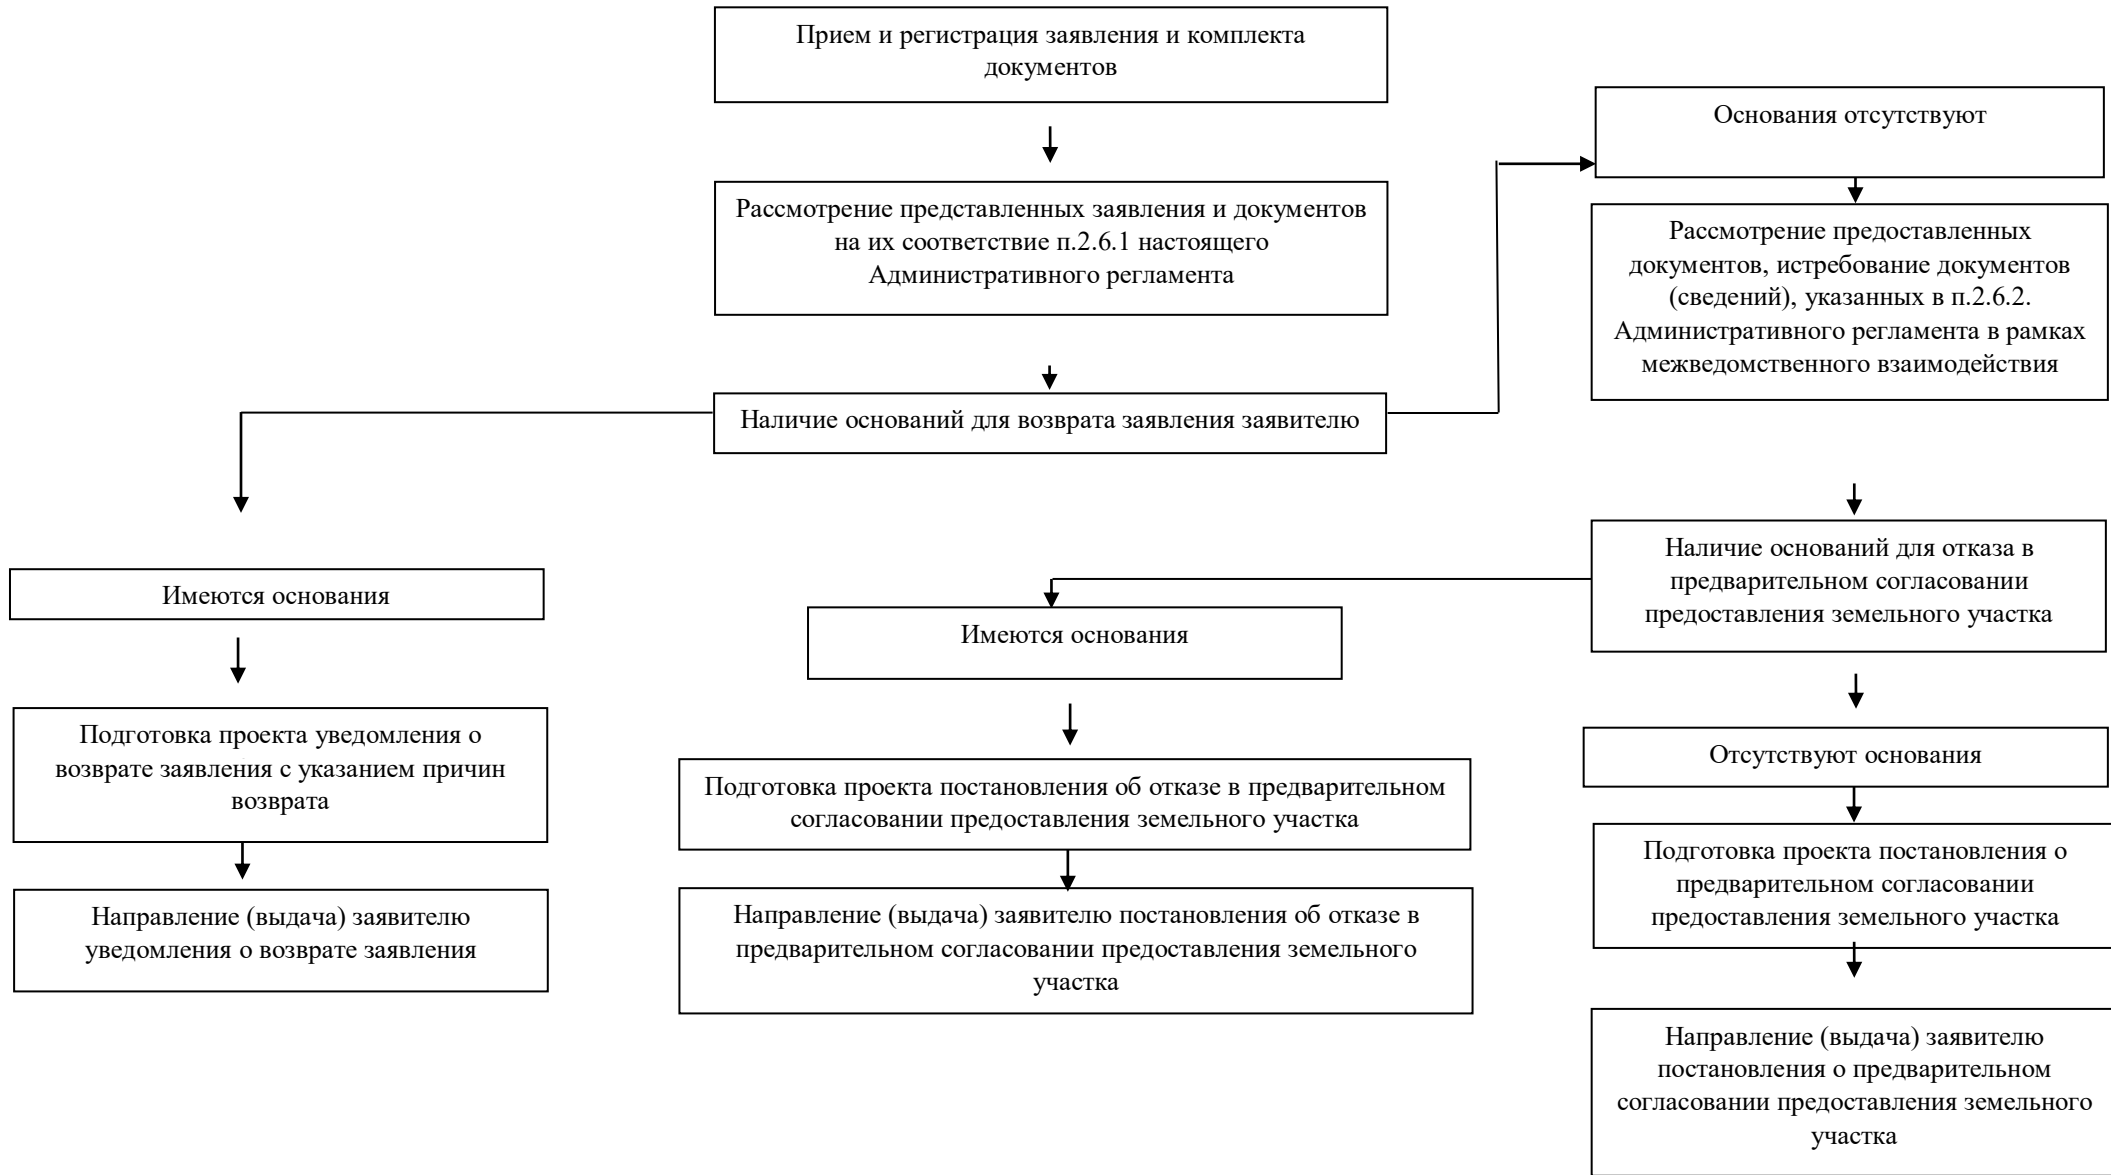 Прием и регистрация заявления и комплекта
документов
Основания отсутствуют
Рассмотрение представленных заявления и документов
на их соответствие п.2.6.1 настоящего
Административного регламента
Рассмотрение предоставленных
документов, истребование документов
(сведений), указанных в п.2.6.2.
Административного регламента в рамках
межведомственного взаимодействия
Наличие оснований для возврата заявления заявителю
Наличие оснований для отказа в
предварительном согласовании
предоставления земельного участка
Имеются основания
Имеются основания
Подготовка проекта уведомления о
возврате заявления с указанием причин
возврата
Подготовка проекта постановления об отказе в предварительном
согласовании предоставления земельного участка
Отсутствуют основания
Подготовка проекта постановления о
предварительном согласовании
предоставления земельного участка
Направление (выдача) заявителю
уведомления о возврате заявления
Направление (выдача) заявителю постановления об отказе в
предварительном согласовании предоставления земельного
участка
Направление (выдача) заявителю
постановления о предварительном
согласовании предоставления земельного
участка